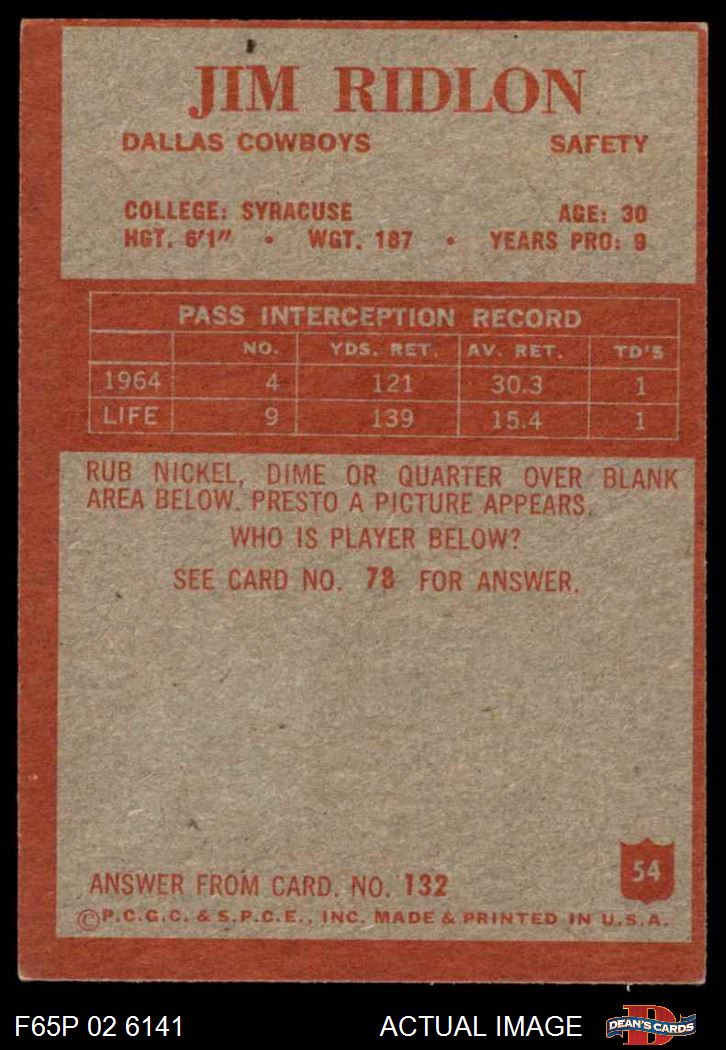 JIM RIDLON
DALLAS COWBOYS SAFETY
COLLEGE: SYRACUSE AGE: 30
HGT. 6'1" • WGT. 187 • YEARS PRO: 9
PASS INTERCEPTION RECORD
NO. YDS. RET. AV. RET. TD'S
1964 4 121 30.3 1
LIFE 9 139 15.4 1
RUB NICKEL, DIME OR QUARTER OVER BLANK
AREA BELOW. PRESTO A PICTURE APPEARS.
WHO IS PLAYER BELOW?
SEE CARD NO. 78 FOR ANSWER.
54
ANSWER FROM CARD. NO. 132
©P.C.G.C. & S.P.C.E., INC. MADE & PRINTED IN U.S.A.
F65P 02 6141 ACTUAL IMAGE D DEAN'S CARDS